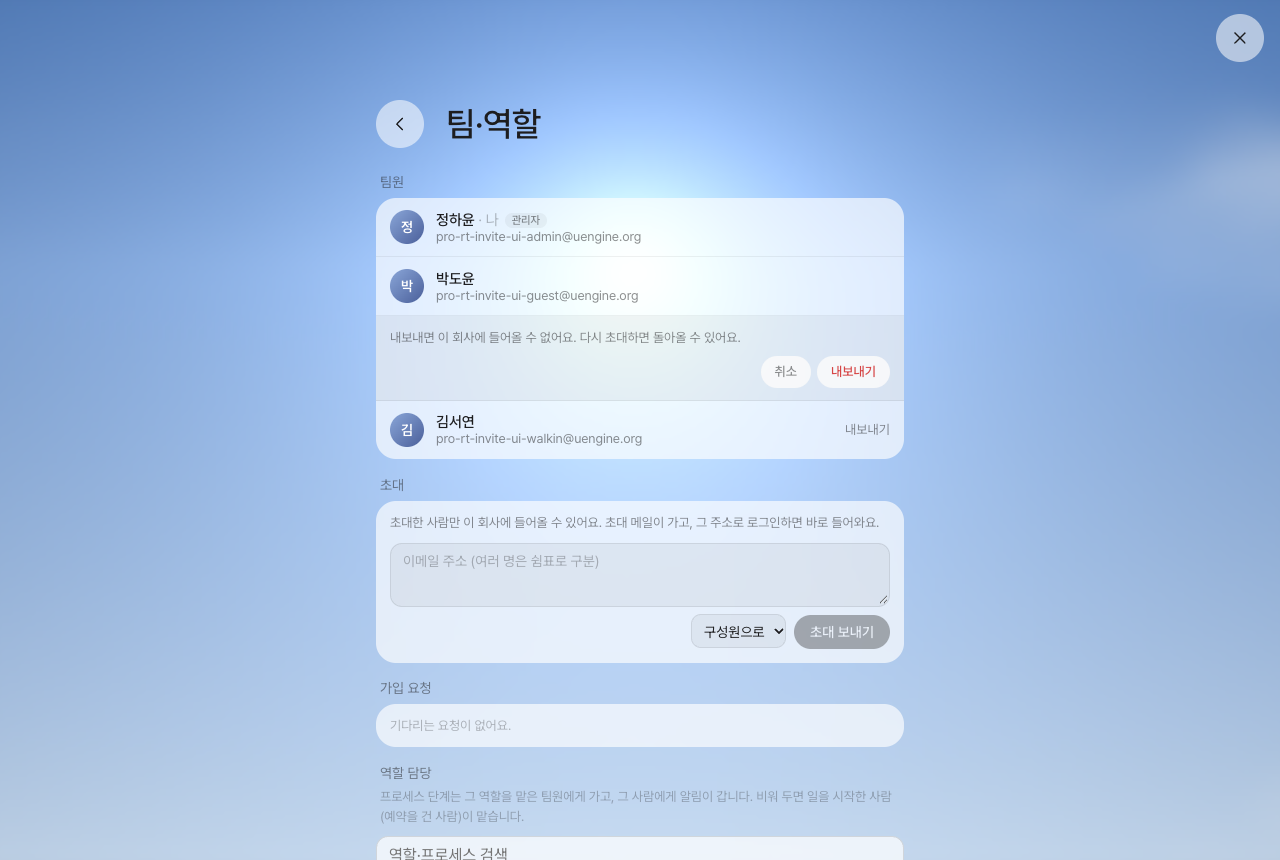 팀·역할
팀원
정 정하윤 · 나 관리자
pro-rt-invite-ui-admin@uengine.org
박 박도윤
pro-rt-invite-ui-guest@uengine.org
내보내면 이 회사에 들어올 수 없어요. 다시 초대하면 돌아올 수 있어요.
취소 내보내기
김 김서연
pro-rt-invite-ui-walkin@uengine.org
내보내기
초대
초대한 사람만 이 회사에 들어올 수 있어요. 초대 메일이 가고, 그 주소로 로그인하면 바로 들어와요.
이메일 주소 (여러 명은 쉼표로 구분)
구성원으로 초대 보내기
가입 요청
기다리는 요청이 없어요.
역할 담당
프로세스 단계는 그 역할을 맡은 팀원에게 가고, 그 사람에게 알림이 갑니다. 비워 두면 일을 시작한 사람
(예약을 건 사람)이 맡습니다.
역할·프로세스 검색